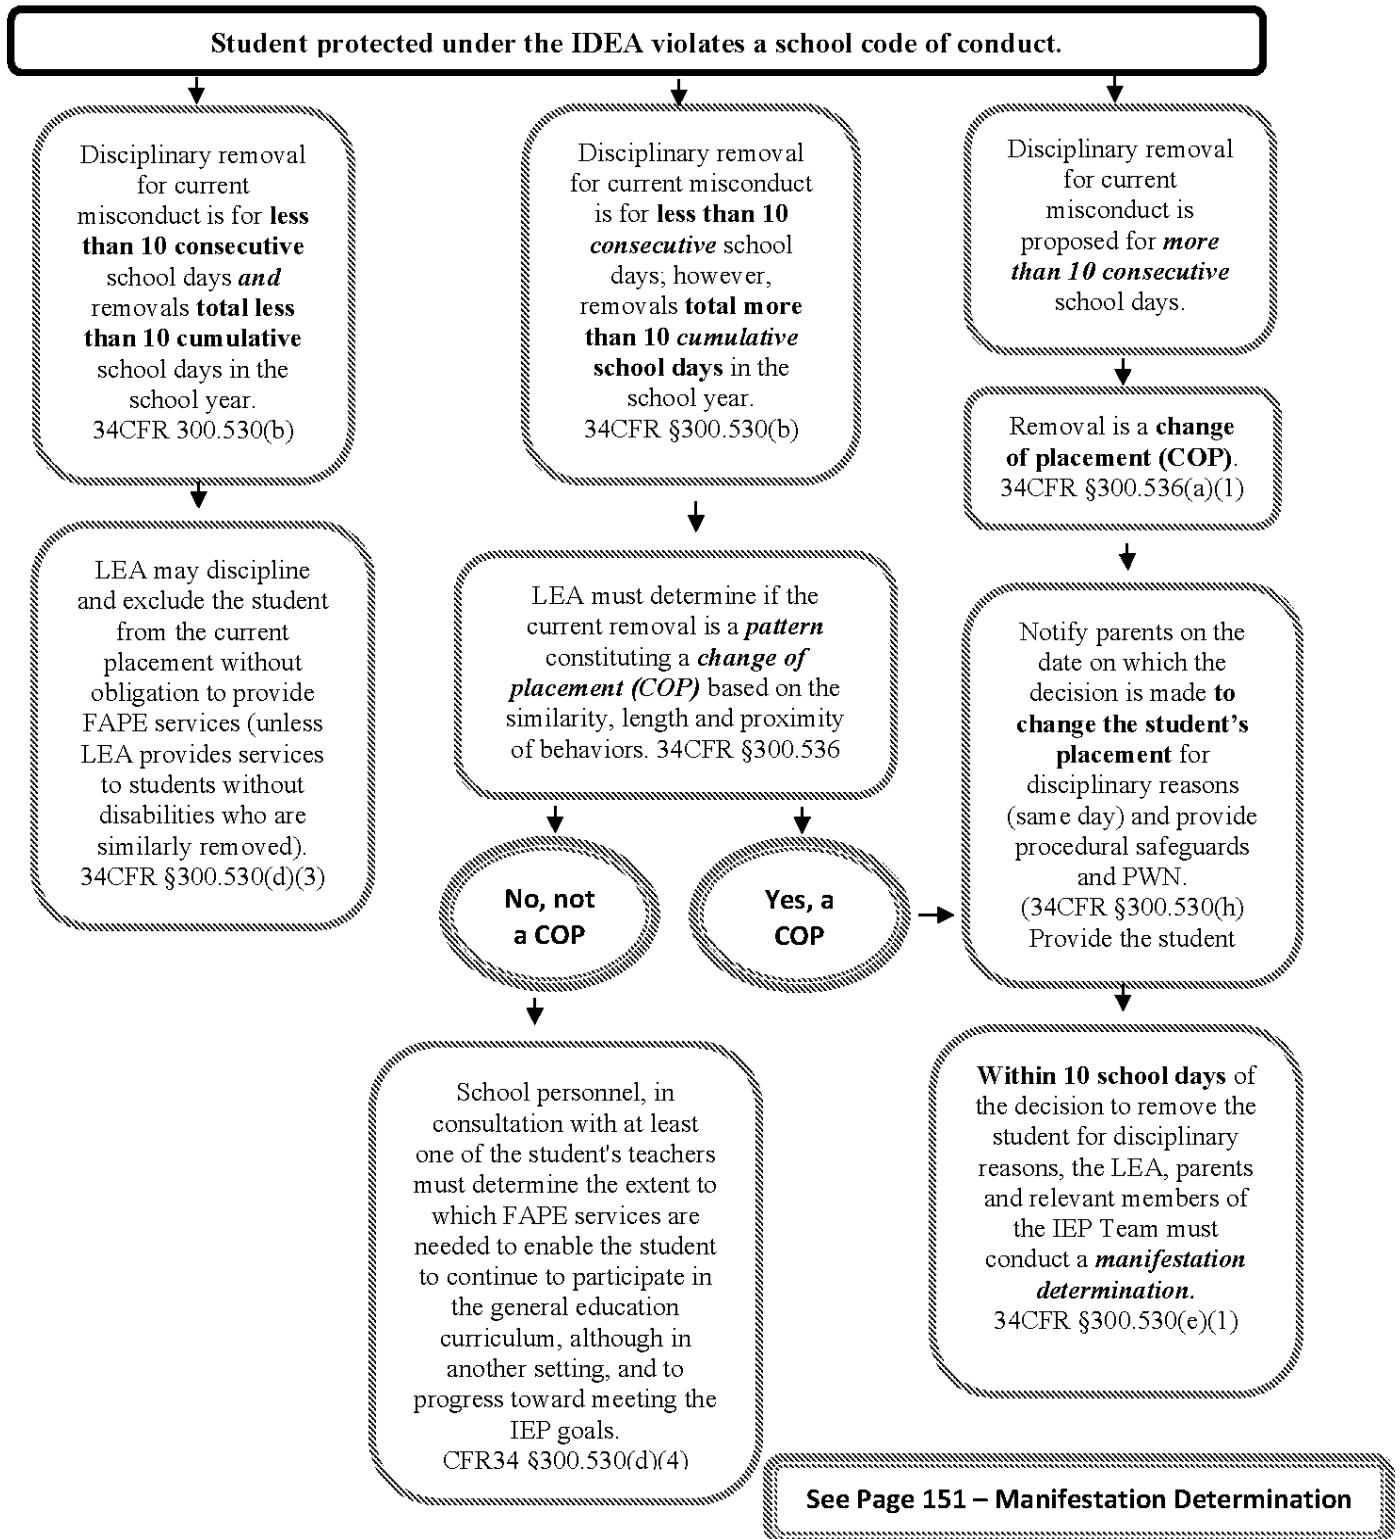 Student protected under the IDEA violates a school code of conduct.
Disciplinary removal
for current
misconduct is for less
than 10 consecutive
school days and
removals total less
than 10 cumulative
school days in the
school year.
34CFR 300.530(b)
LEA may discipline
and exclude the student
from the current
placement without
obligation to provide
FAPE services (unless
LEA provides services
to students without
disabilities who are
similarly removed).
34CFR §300.530(d)(3)
Disciplinary removal
for current misconduct
is for less than 10
consecutive school
days; however,
removals total more
than 10 cumulative
school days in the
school year.
34CFR §300.530(b)
LEA must determine if the
current removal is a pattern
constituting a change of
placement (COP) based on the
similarity, length and proximity
of behaviors. 34CFR §300.536
No, not
a COP
Yes, a
COP
School personnel, in
consultation with at least
one of the student's teachers
must determine the extent to
which FAPE services are
needed to enable the student
to continue to participate in
the general education
curriculum, although in
another setting, and to
progress toward meeting the
IEP goals.
CFR34 §300.530(d)(4)
Disciplinary removal
for current
misconduct is
proposed for more
than 10 consecutive
school days.
Removal is a change
of placement (COP).
34CFR §300.536(a)(1)
Notify parents on the
date on which the
decision is made to
change the student’s
placement for
disciplinary reasons
(same day) and provide
procedural safeguards
and PWN.
(34CFR §300.530(h)
Provide the student
Within 10 school days of
the decision to remove the
student for disciplinary
reasons, the LEA, parents
and relevant members of
the IEP Team must
conduct a manifestation
determination.
34CFR §300.530(e)(1)
See Page 151 – Manifestation Determination